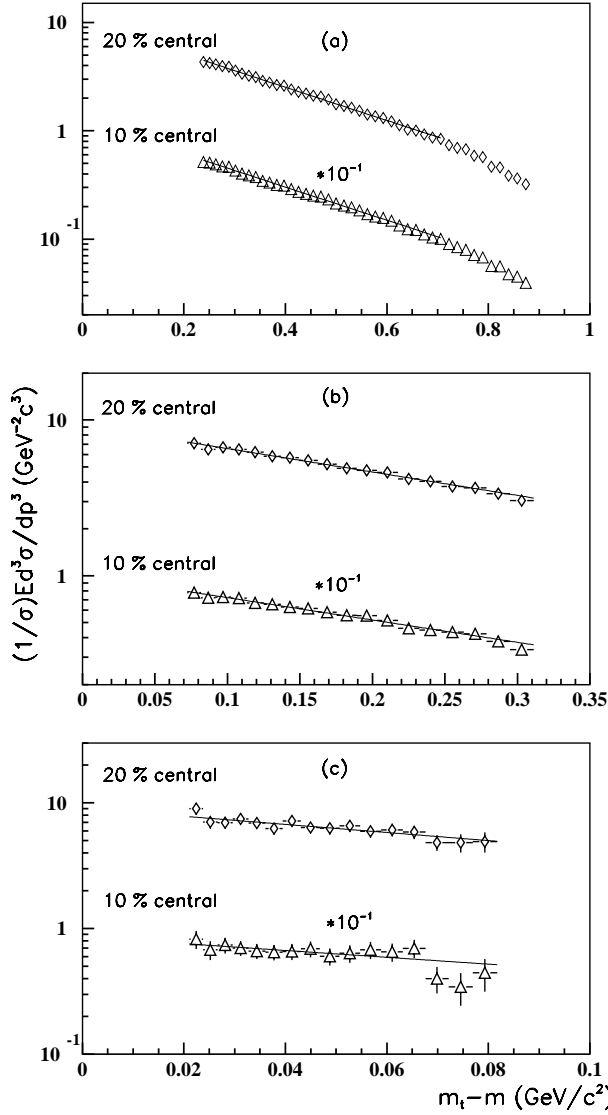 (1/σ)Ed³σ/dp³ (GeV⁻²c³)
10
1
10⁻¹
20 % central
(a)
10 % central
*10⁻¹
0 0.2 0.4 0.6 0.8 1
10
1
20 % central
(b)
10 % central
*10⁻¹
0 0.05 0.1 0.15 0.2 0.25 0.3 0.35
10
1
10⁻¹
20 % central
(c)
10 % central
*10⁻¹
0 0.02 0.04 0.06 0.08 0.1
mₜ−m (GeV/c²)